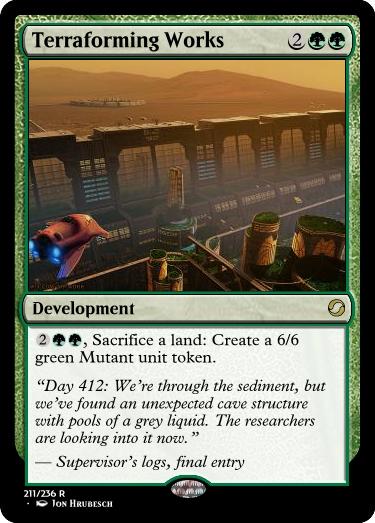 Terraforming Works 2
Development
2, Sacrifice a land: Create a 6/6
green Mutant unit token.
“Day 412: We’re through the sediment, but
we’ve found an unexpected cave structure
with pools of a grey liquid. The researchers
are looking into it now.”
— Supervisor’s logs, final entry
211/236 R
· Jon Hrubesch